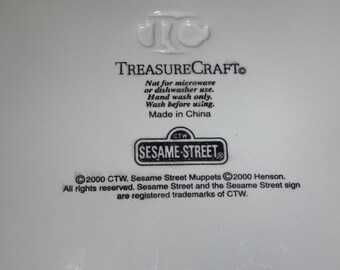 TC
TREASURECRAFT©
Not for microwave
or dishwasher use.
Hand wash only.
Wash before using.
Made in China
CTW
SESAME·STREET®
©2000 CTW. Sesame Street Muppets ©2000 Henson.
All rights reserved. Sesame Street and the Sesame Street sign
are registered trademarks of CTW.